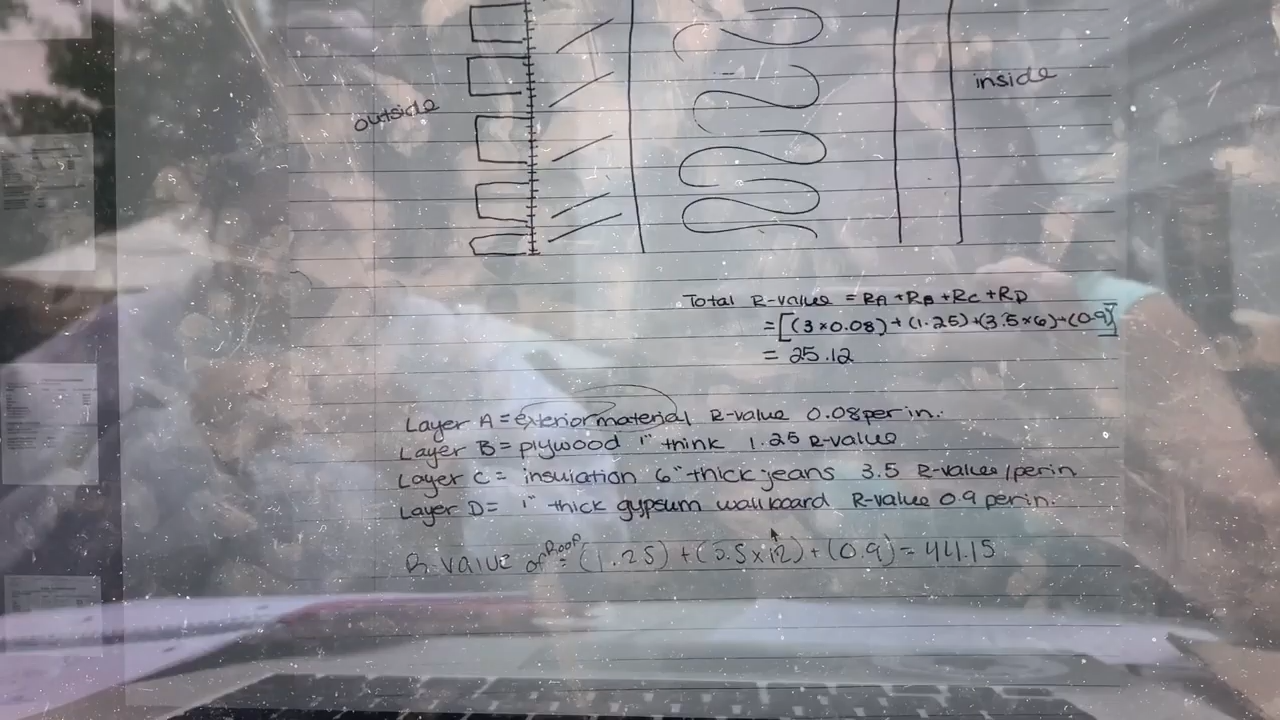 outside
inside
Total R-value = RA + RB + RC + RD
= [(3 x 0.08) + (1.25) + (3.5 x 6) + (0.9)]
= 25.12
Layer A = exterior material R-value 0.08 per in.
Layer B = plywood 1" think 1.25 R-value
Layer C = insulation 6" thick jeans 3.5 R-value/per in
Layer D = 1" thick gypsum wallboard R-value 0.9 per in.
R-value of Roof = (1.25) + (3.5 x 12) + (0.9) = 44.15